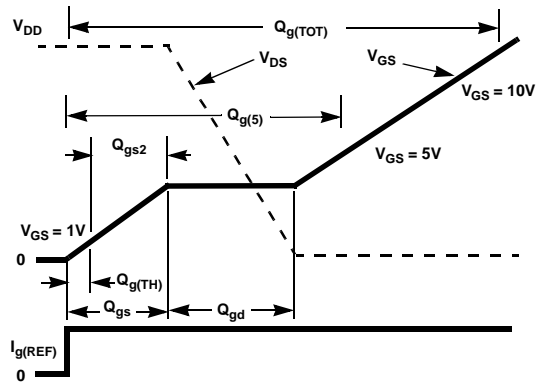 V_DD
Q_g(TOT)
V_DS
V_GS
V_GS = 10V
Q_g(5)
Q_gs2
V_GS = 5V
V_GS = 1V
0
Q_g(TH)
Q_gs
Q_gd
I_g(REF)
0